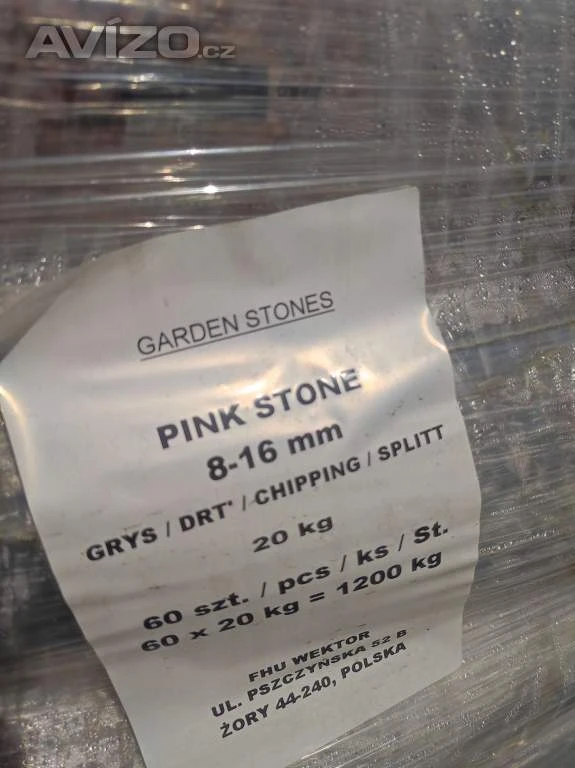 AVÍZO.cz
GARDEN STONES
PINK STONE
8-16 mm
GRYS / DRT' / CHIPPING / SPLITT
20 kg
60 szt. / pcs / ks / St.
60 x 20 kg = 1200 kg
FHU WEKTOR
UL. PSZCZYŃSKA 52 B
ŻORY 44-240, POLSKA